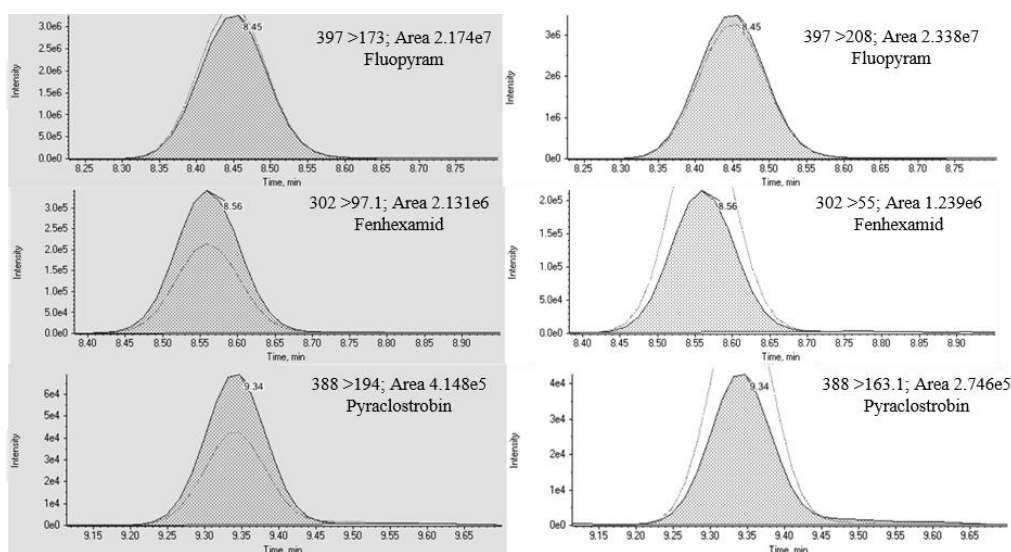 397 >173; Area 2.174e7
Fluopyram
8.45
Intensity
3.0e6
2.5e6
2.0e6
1.5e6
1.0e6
5.0e5
0.0e0
8.25 8.30 8.35 8.40 8.45 8.50 8.55 8.60 8.65 8.70 8.75
Time, min
397 >208; Area 2.338e7
Fluopyram
8.45
Intensity
3e6
2e6
1e6
0e0
8.25 8.30 8.35 8.40 8.45 8.50 8.55 8.60 8.65 8.70 8.75
Time, min
302 >97.1; Area 2.131e6
Fenhexamid
8.56
Intensity
3.0e5
2.5e5
2.0e5
1.5e5
1.0e5
5.0e4
0.0e0
8.40 8.45 8.50 8.55 8.60 8.65 8.70 8.75 8.80 8.85 8.90
Time, min
302 >55; Area 1.239e6
Fenhexamid
8.56
Intensity
2.0e5
1.5e5
1.0e5
5.0e4
0.0e0
8.40 8.45 8.50 8.55 8.60 8.65 8.70 8.75 8.80 8.85 8.90
Time, min
388 >194; Area 4.148e5
Pyraclostrobin
9.34
Intensity
6e4
4e4
2e4
0e0
9.15 9.20 9.25 9.30 9.35 9.40 9.45 9.50 9.55 9.60 9.65
Time, min
388 >163.1; Area 2.746e5
Pyraclostrobin
9.34
Intensity
4e4
2e4
1e4
0e0
9.15 9.20 9.25 9.30 9.35 9.40 9.45 9.50 9.55 9.60 9.65
Time, min